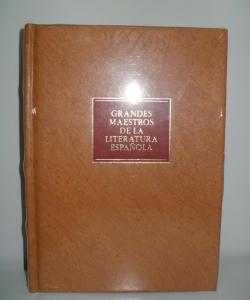 GRANDES
MAESTROS
DE LA
LITERATURA
ESPAÑOLA